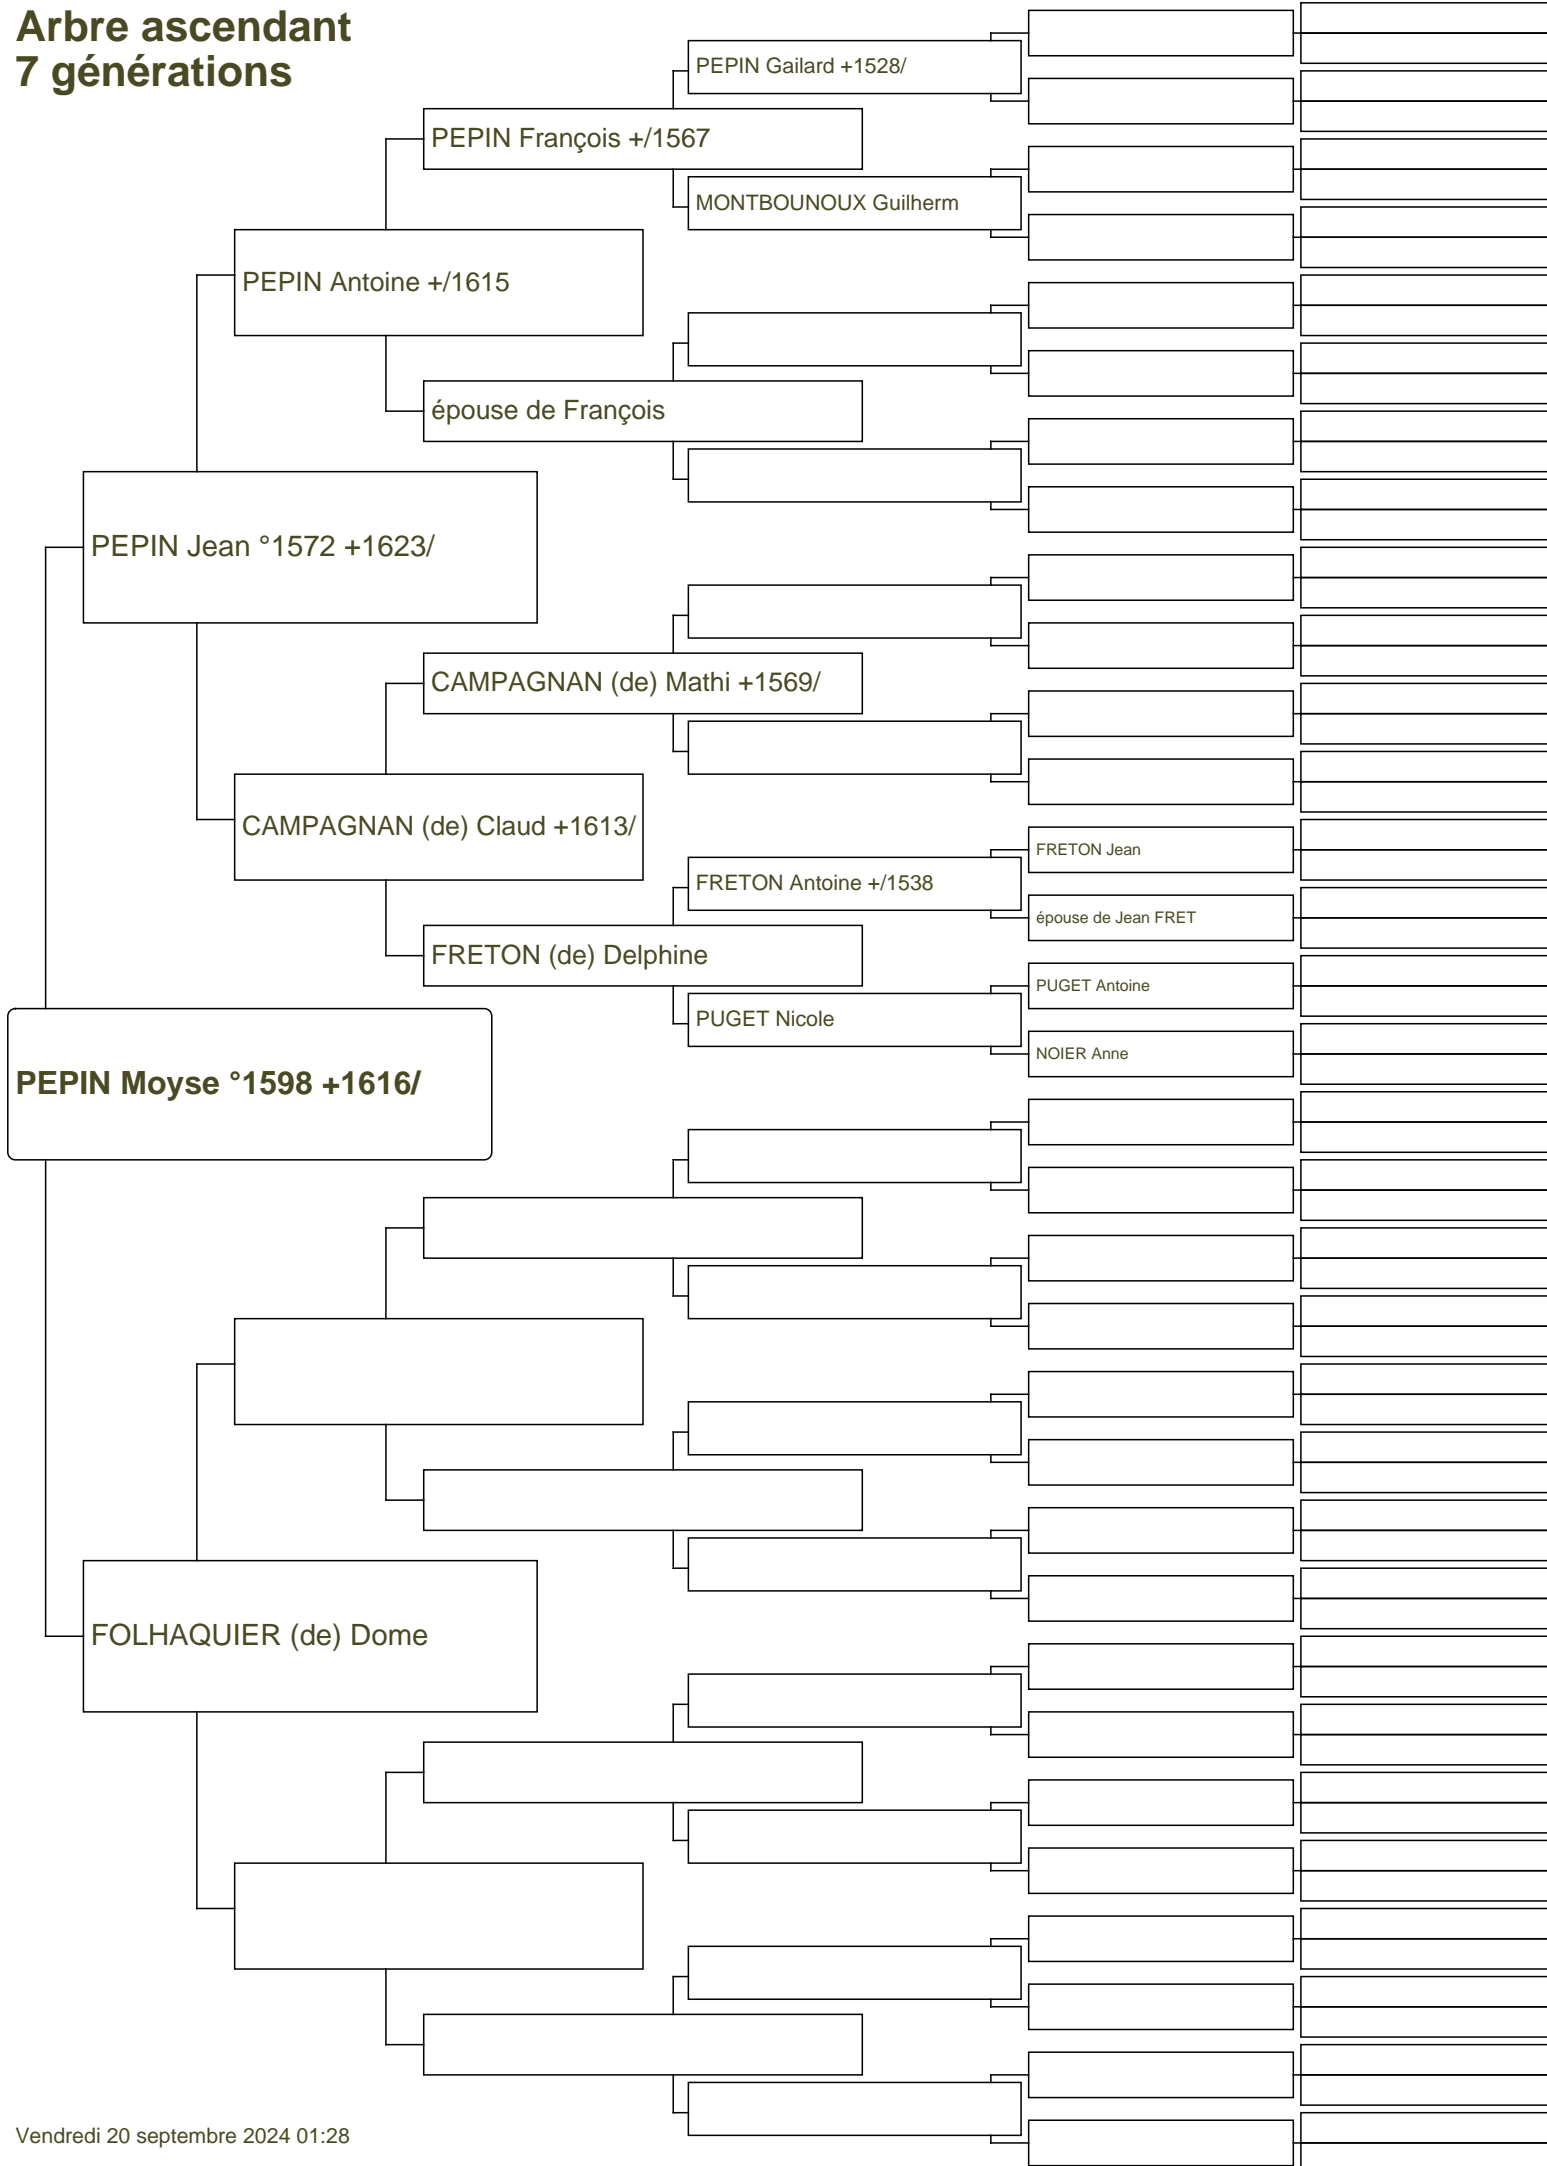 Arbre ascendant
7 générations
PEPIN Gailard +1528/
PEPIN François +/1567
MONTBOUNOUX Guilherm
PEPIN Antoine +/1615
épouse de François
PEPIN Jean °1572 +1623/
CAMPAGNAN (de) Mathi +1569/
CAMPAGNAN (de) Claud +1613/
FRETON Jean
FRETON Antoine +/1538
épouse de Jean FRET
FRETON (de) Delphine
PUGET Antoine
PUGET Nicole
NOIER Anne
PEPIN Moyse °1598 +1616/
FOLHAQUIER (de) Dome
Vendredi 20 septembre 2024 01:28